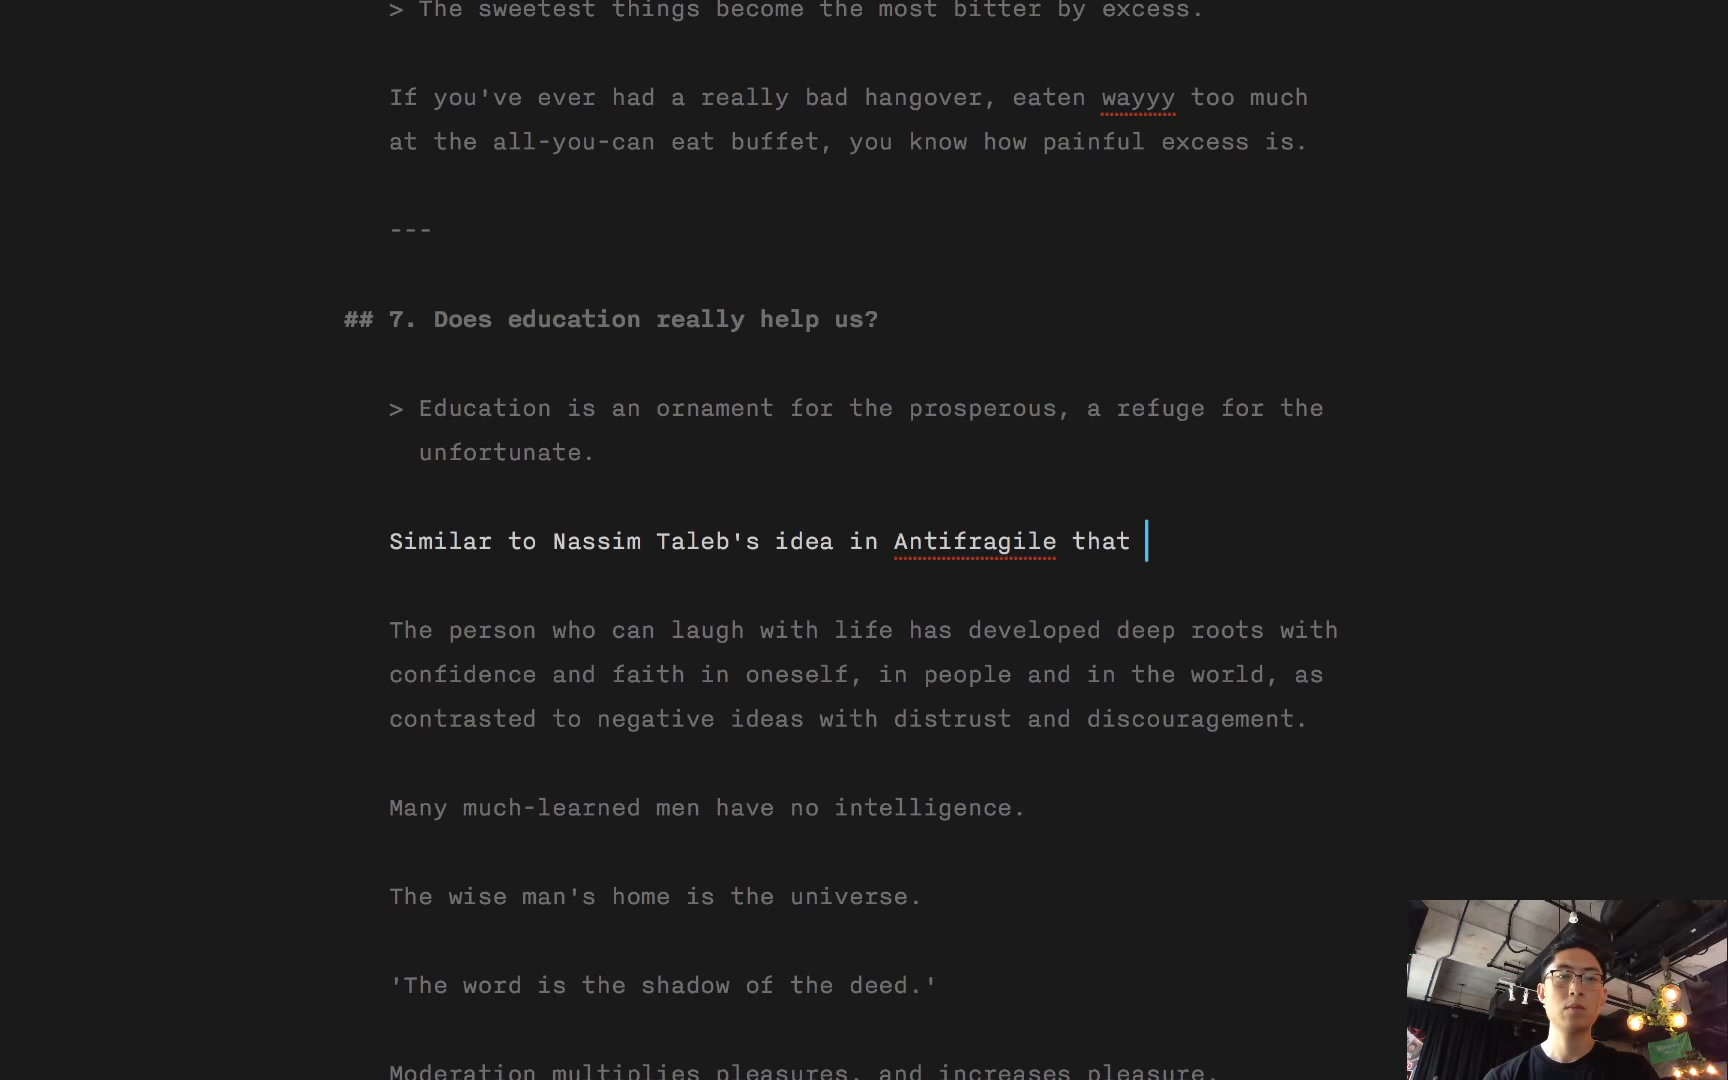 > The sweetest things become the most bitter by excess.
If you've ever had a really bad hangover, eaten wayyy too much
at the all-you-can eat buffet, you know how painful excess is.
---
## 7. Does education really help us?
> Education is an ornament for the prosperous, a refuge for the
unfortunate.
Similar to Nassim Taleb's idea in Antifragile that
The person who can laugh with life has developed deep roots with
confidence and faith in oneself, in people and in the world, as
contrasted to negative ideas with distrust and discouragement.
Many much-learned men have no intelligence.
The wise man's home is the universe.
'The word is the shadow of the deed.'
Moderation multiplies pleasures, and increases pleasure.